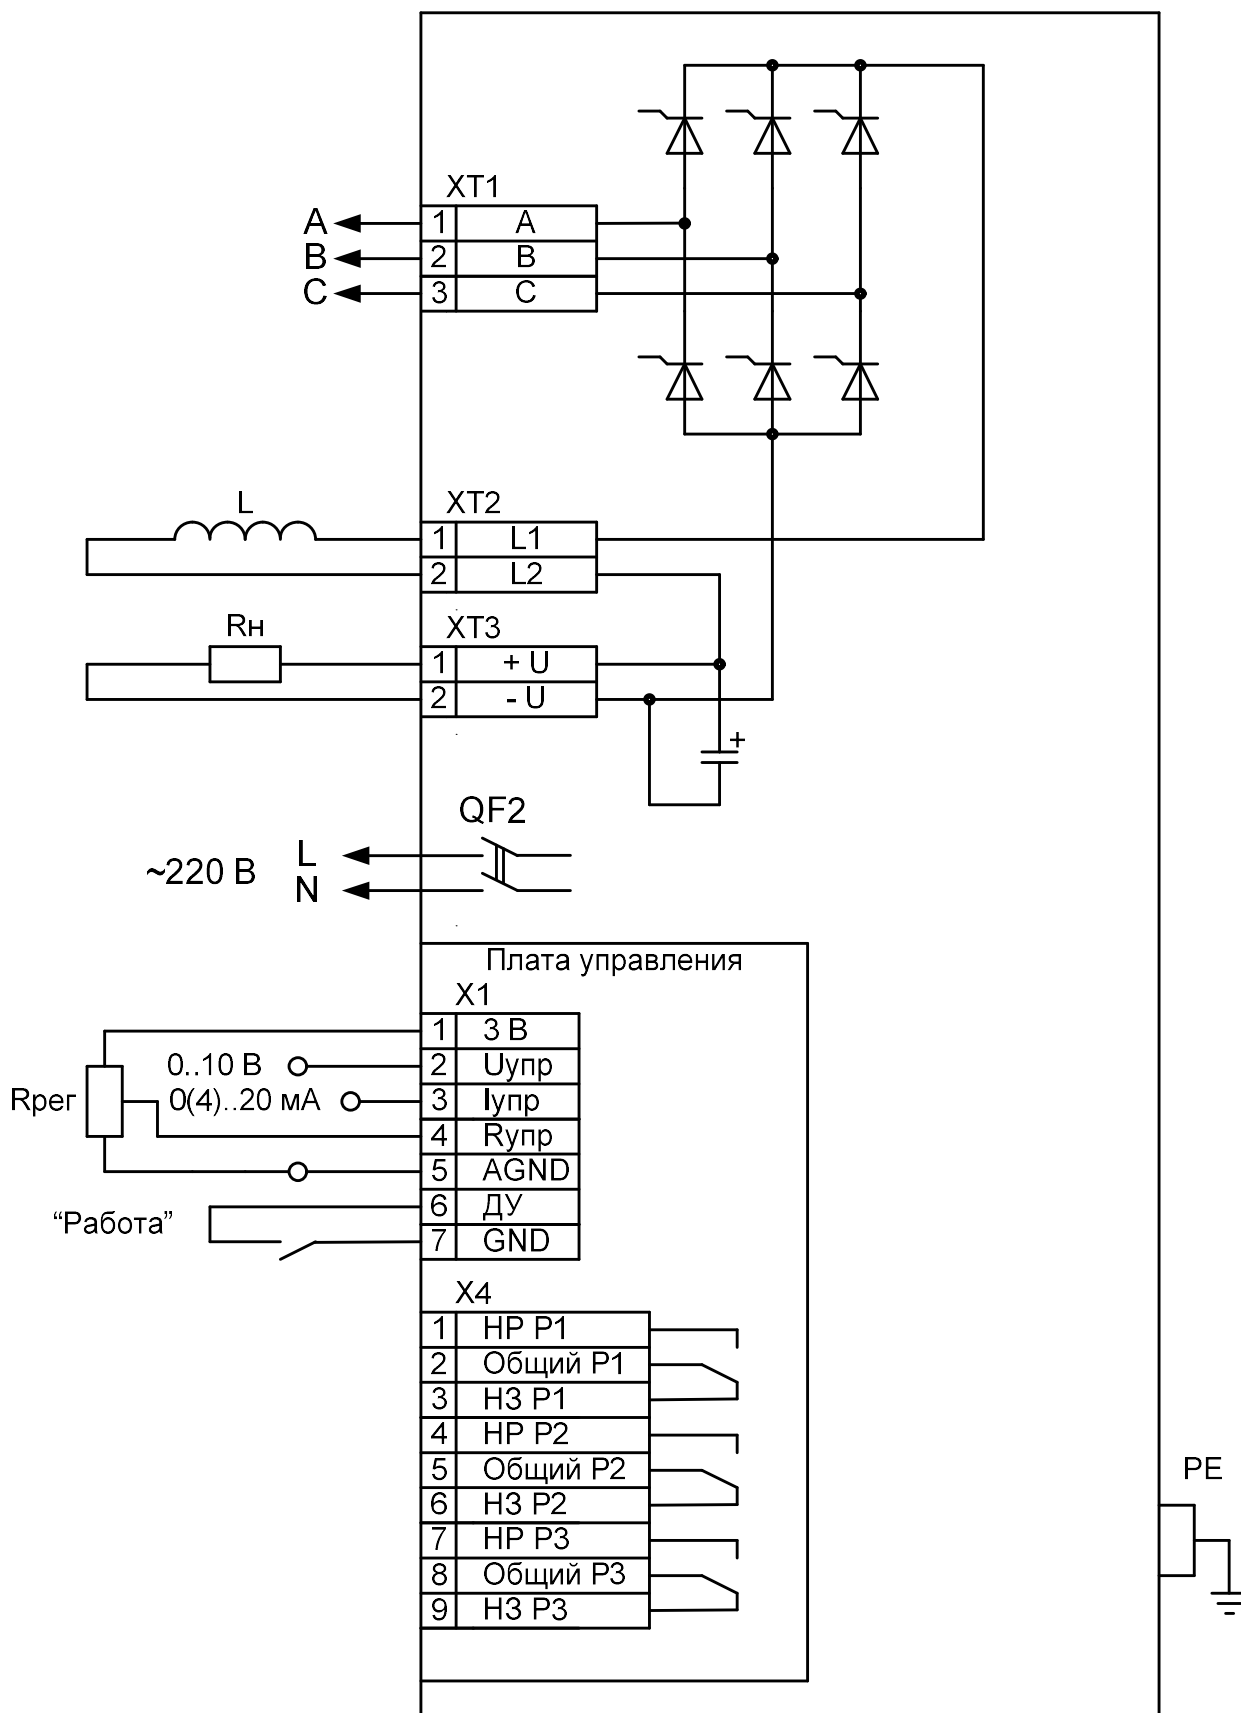 XT1
A 1 A
B 2 B
C 3 C
L
XT2
1 L1
2 L2
Rн
XT3
1 + U
2 - U
+
QF2
~220 В
L
N
Плата управления
X1
1 3 В
0..10 В 2 Uупр
Rрег 0(4)..20 мА 3 Iупр
4 Rупр
5 AGND
6 ДУ
“Работа”
7 GND
X4
1 НР Р1
2 Общий Р1
3 НЗ Р1
4 НР Р2
5 Общий Р2
6 НЗ Р2
7 НР Р3
8 Общий Р3
9 НЗ Р3
PE